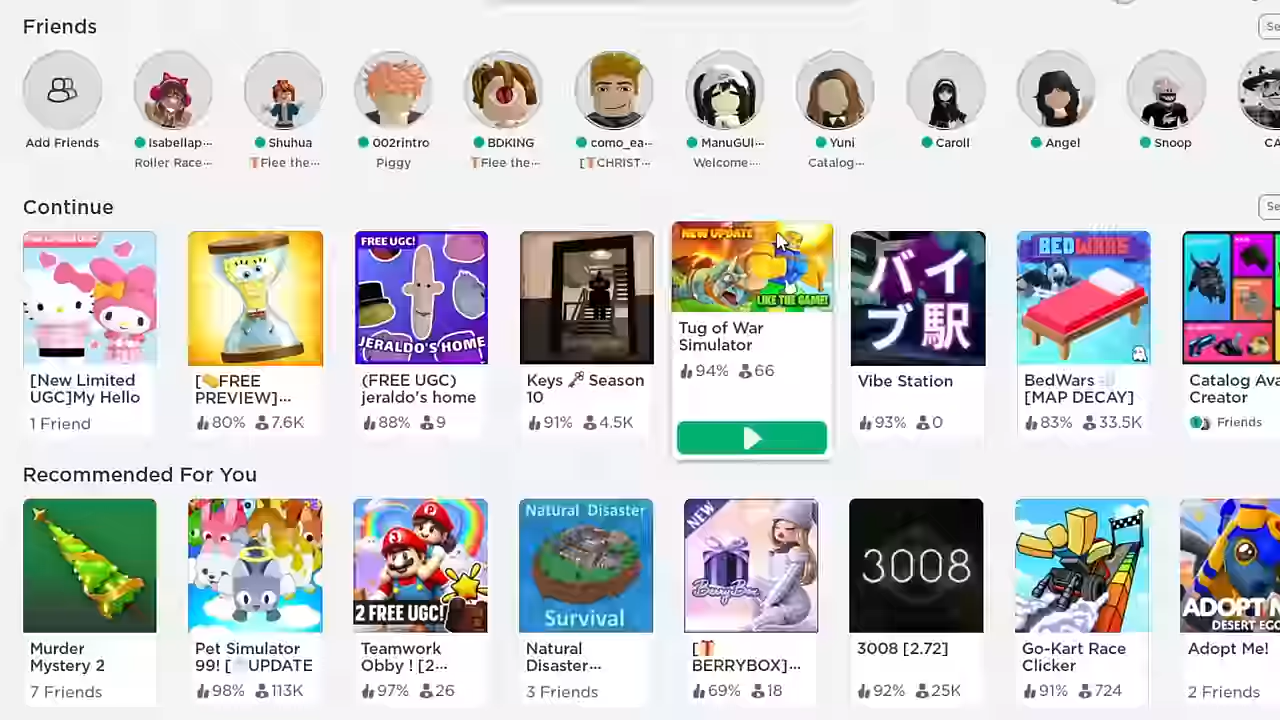 Friends
Se
Add Friends
Isabellap...
Shuhua
002rintro
BDKING
como_ea...
ManuGUI...
Yuni
Caroll
Angel
Snoop
CA
Roller Race...
Flee the...
Piggy
Flee the...
[ CHRIST...
Welcome...
Catalog...
Continue
Se
FREE UGC!
JERALDO'S HOME
NEW UPDATE
LIKE THE GAME!
バイ
ブ駅
BEDWARS
[New Limited
UGC]My Hello
1 Friend
[ FREE
PREVIEW]...
80% 7.6K
(FREE UGC)
jeraldo's home
88% 9
Keys Season
10
91% 4.5K
Tug of War
Simulator
94% 66
Vibe Station
93% 0
BedWars
[MAP DECAY]
83% 33.5K
Catalog Ava
Creator
Friends
Recommended For You
2 FREE UGC!
Natural Disaster
Survival
NEW
BerryBox
3008
ADOPT M
DESERT EGG
Murder
Mystery 2
7 Friends
Pet Simulator
99! [ UPDATE
98% 113K
Teamwork
Obby ! [2...
97% 26
Natural
Disaster...
3 Friends
[
BERRYBOX]...
69% 18
3008 [2.72]
92% 25K
Go-Kart Race
Clicker
91% 724
Adopt Me!
2 Friends